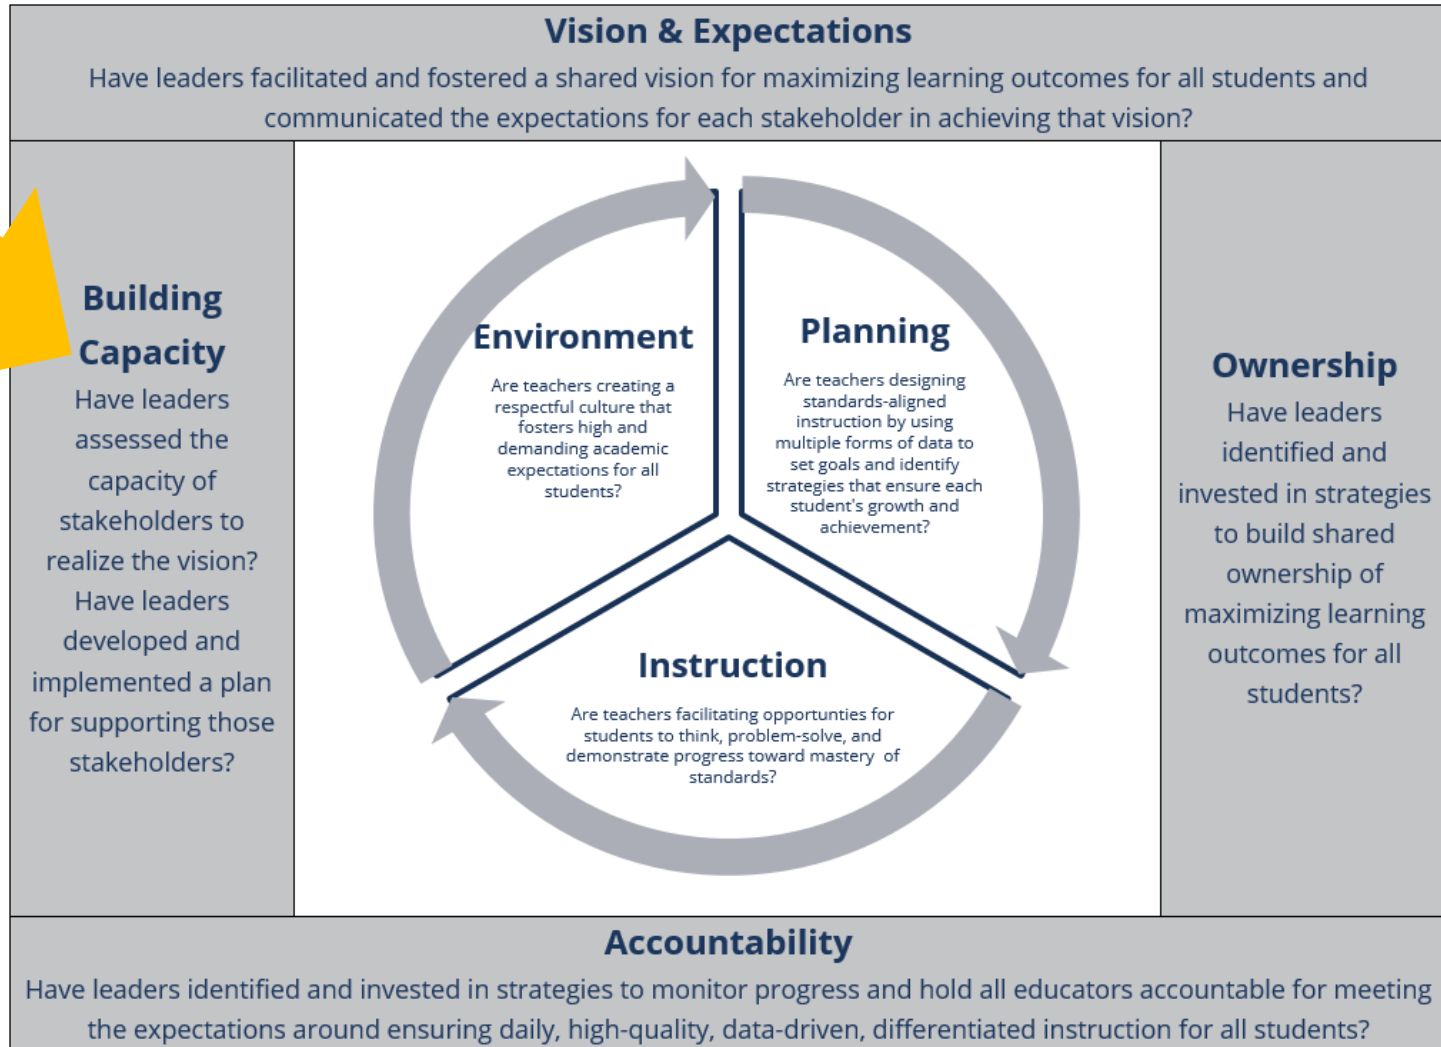 Vision & Expectations
Have leaders facilitated and fostered a shared vision for maximizing learning outcomes for all students and
communicated the expectations for each stakeholder in achieving that vision?
Building
Capacity
Have leaders
assessed the
capacity of
stakeholders to
realize the vision?
Have leaders
developed and
implemented a plan
for supporting those
stakeholders?
Environment
Are teachers creating a
respectful culture that
fosters high and
demanding academic
expectations for all
students?
Planning
Are teachers designing
standards-aligned
instruction by using
multiple forms of data to
set goals and identify
strategies that ensure each
student's growth and
achievement?
Instruction
Are teachers facilitating opportunties for
students to think, problem-solve, and
demonstrate progress toward mastery of
standards?
Ownership
Have leaders
identified and
invested in strategies
to build shared
ownership of
maximizing learning
outcomes for all
students?
Accountability
Have leaders identified and invested in strategies to monitor progress and hold all educators accountable for meeting
the expectations around ensuring daily, high-quality, data-driven, differentiated instruction for all students?